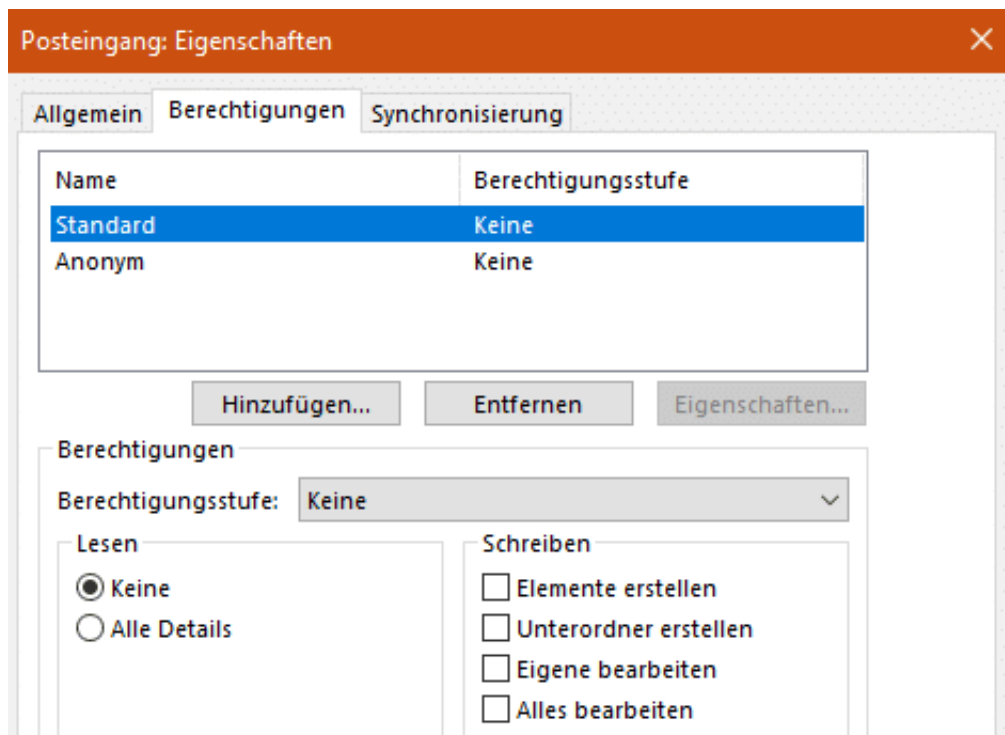 Posteingang: Eigenschaften
Allgemein Berechtigungen Synchronisierung
Name Berechtigungsstufe
Standard Keine
Anonym Keine
Hinzufügen... Entfernen Eigenschaften...
Berechtigungen
Berechtigungsstufe: Keine
Lesen Schreiben
Keine Elemente erstellen
Alle Details Unterordner erstellen
Eigene bearbeiten
Alles bearbeiten